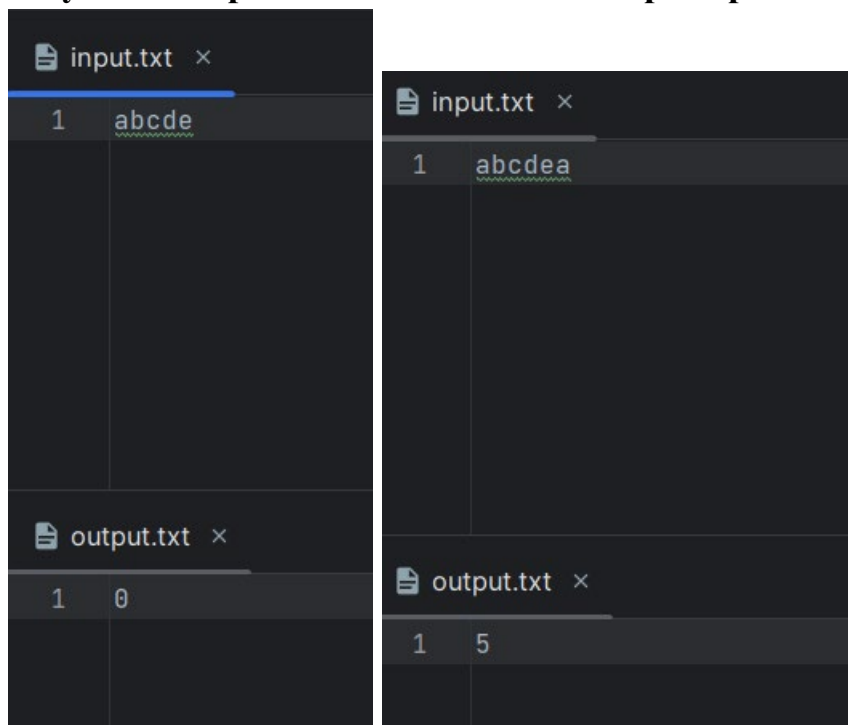 input.txt ×
1 abcde
output.txt ×
1 0
input.txt ×
1 abcdea
output.txt ×
1 5